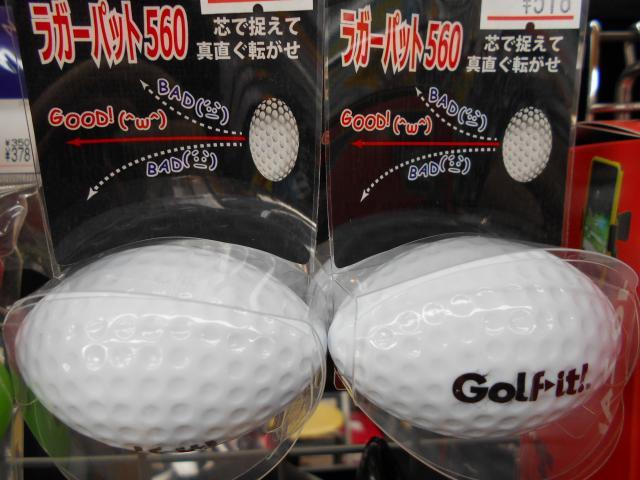 ラガーパット560
芯で捉えて
真直ぐ転がせ
BAD
GOOD! (^ω^)
BAD
¥378
ラガーパット560
芯で捉えて
真直ぐ転がせ
BAD
GOOD! (^ω^)
BAD
Golf▸it!